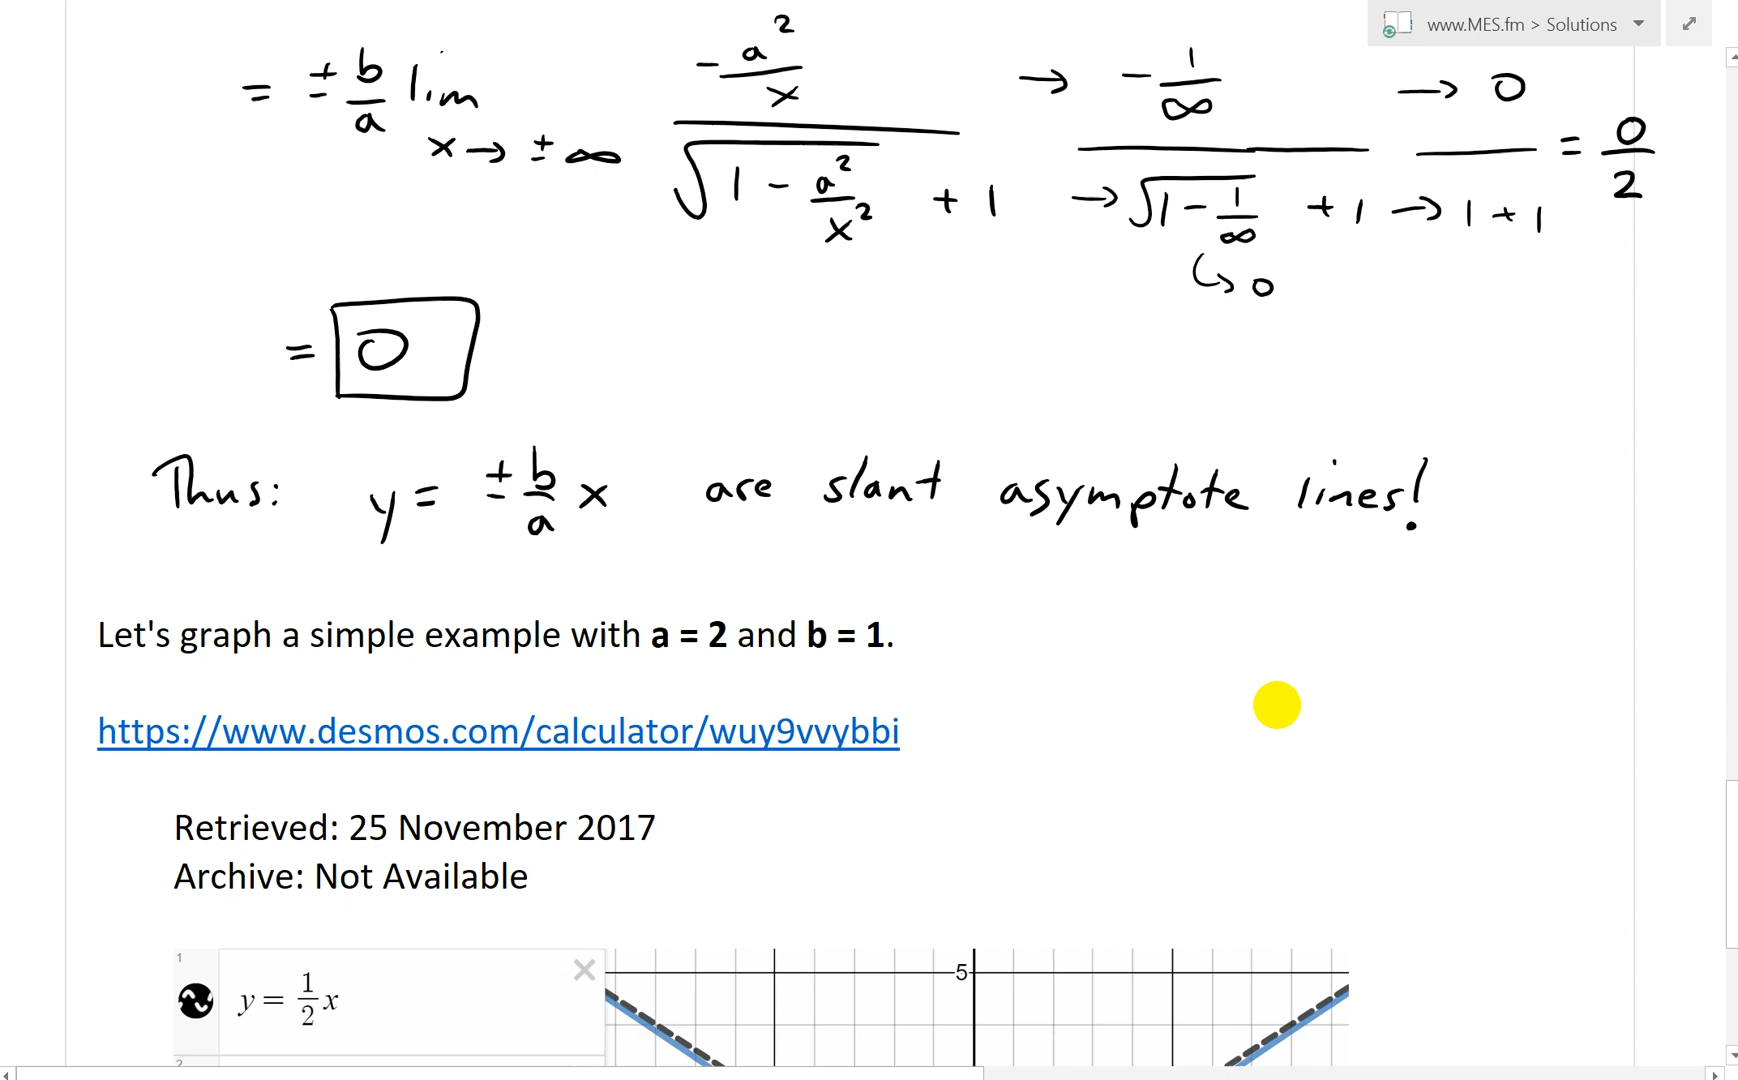 www.MES.fm > Solutions
= ± b/a lim x→±∞ (-a²/x)/(√(1 - a²/x²) + 1) → (-1/∞)/(√(1 - 1/∞) + 1) → 0/(1 + 1) = 0/2
↳ 0
= 0
Thus: y = ± b/a x are slant asymptote lines!
Let's graph a simple example with a = 2 and b = 1.
https://www.desmos.com/calculator/wuy9vvybbi
Retrieved: 25 November 2017
Archive: Not Available
1
y = 1/2 x
5
2